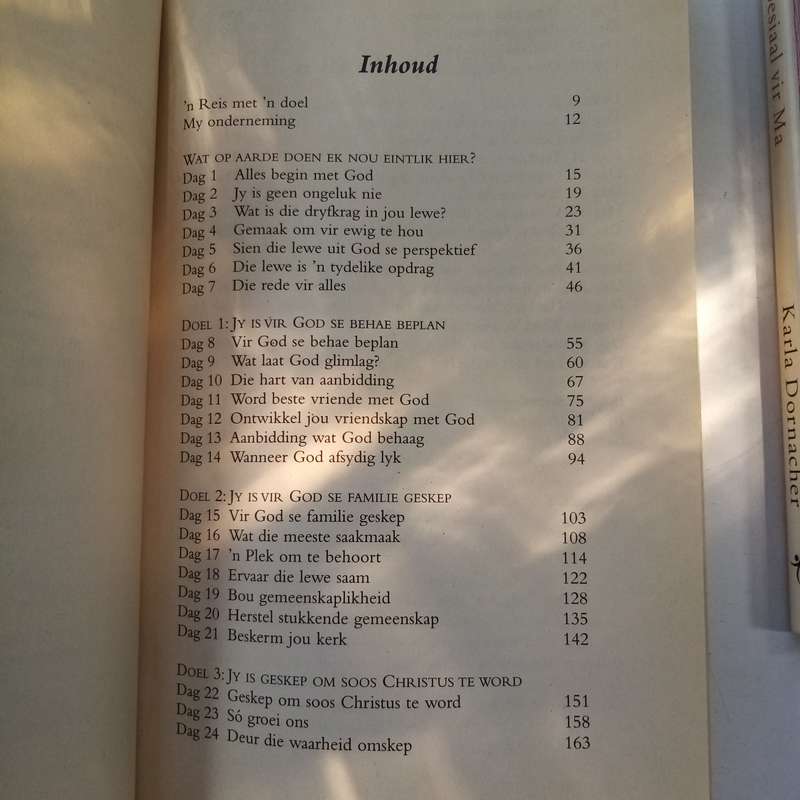 Inhoud
'n Reis met 'n doel 9
My onderneming 12
WAT OP AARDE DOEN EK NOU EINTLIK HIER?
Dag 1 Alles begin met God 15
Dag 2 Jy is geen ongeluk nie 19
Dag 3 Wat is die dryfkrag in jou lewe? 23
Dag 4 Gemaak om vir ewig te hou 31
Dag 5 Sien die lewe uit God se perspektief 36
Dag 6 Die lewe is 'n tydelike opdrag 41
Dag 7 Die rede vir alles 46
DOEL 1: JY IS VIR GOD SE BEHAE BEPLAN
Dag 8 Vir God se behae beplan 55
Dag 9 Wat laat God glimlag? 60
Dag 10 Die hart van aanbidding 67
Dag 11 Word beste vriende met God 75
Dag 12 Ontwikkel jou vriendskap met God 81
Dag 13 Aanbidding wat God behaag 88
Dag 14 Wanneer God afsydig lyk 94
DOEL 2: JY IS VIR GOD SE FAMILIE GESKEP
Dag 15 Vir God se familie geskep 103
Dag 16 Wat die meeste saakmaak 108
Dag 17 'n Plek om te behoort 114
Dag 18 Ervaar die lewe saam 122
Dag 19 Bou gemeenskaplikheid 128
Dag 20 Herstel stukkende gemeenskap 135
Dag 21 Beskerm jou kerk 142
DOEL 3: JY IS GESKEP OM SOOS CHRISTUS TE WORD
Dag 22 Geskep om soos Christus te word 151
Dag 23 Só groei ons 158
Dag 24 Deur die waarheid omskep 163
vir Ma
Karla Dornacher